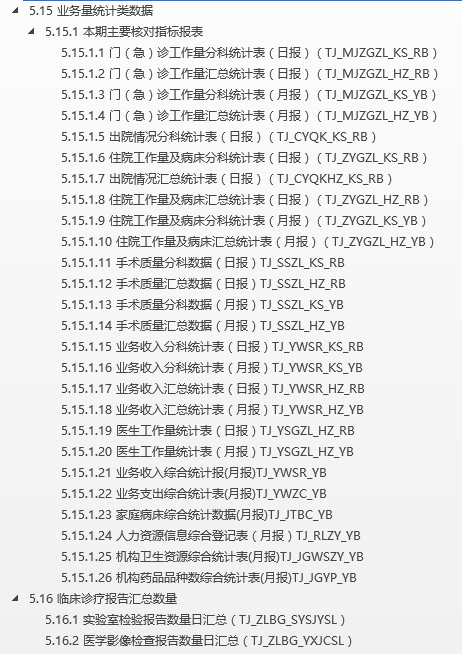 5.15 业务量统计类数据
5.15.1 本期主要核对指标报表
5.15.1.1 门（急）诊工作量分科统计表（日报）（TJ_MJZGZL_KS_RB）
5.15.1.2 门（急）诊工作量汇总统计表（日报）（TJ_MJZGZL_HZ_RB）
5.15.1.3 门（急）诊工作量分科统计表（月报）（TJ_MJZGZL_KS_YB）
5.15.1.4 门（急）诊工作量汇总统计表（月报）（TJ_MJZGZL_HZ_YB）
5.15.1.5 出院情况分科统计表（日报）（TJ_CYQK_KS_RB）
5.15.1.6 住院工作量及病床分科统计表（日报）（TJ_ZYGZL_KS_RB）
5.15.1.7 出院情况汇总统计表（日报）（TJ_CYQKHZ_KS_RB）
5.15.1.8 住院工作量及病床汇总统计表（日报）（TJ_ZYGZL_HZ_RB）
5.15.1.9 住院工作量及病床分科统计表（月报）（TJ_ZYGZL_KS_YB）
5.15.1.10 住院工作量及病床汇总统计表（月报）（TJ_ZYGZL_HZ_YB）
5.15.1.11 手术质量分科数据（日报）TJ_SSZL_KS_RB
5.15.1.12 手术质量汇总数据（日报）TJ_SSZL_HZ_RB
5.15.1.13 手术质量分科数据（月报）TJ_SSZL_KS_YB
5.15.1.14 手术质量汇总数据（月报）TJ_SSZL_HZ_YB
5.15.1.15 业务收入分科统计表（日报）TJ_YWSR_KS_RB
5.15.1.16 业务收入分科统计表（月报）TJ_YWSR_KS_YB
5.15.1.17 业务收入汇总统计表（日报）TJ_YWSR_HZ_RB
5.15.1.18 业务收入汇总统计表（月报）TJ_YWSR_HZ_YB
5.15.1.19 医生工作量统计表（日报）TJ_YSGZL_HZ_RB
5.15.1.20 医生工作量统计表（月报）TJ_YSGZL_HZ_YB
5.15.1.21 业务收入综合统计报(月报)TJ_YWSR_YB
5.15.1.22 业务支出综合统计表(月报)TJ_YWZC_YB
5.15.1.23 家庭病床综合统计数据(月报)TJ_JTBC_YB
5.15.1.24 人力资源信息综合登记表（月报）TJ_RLZY_YB
5.15.1.25 机构卫生资源综合统计表(月报)TJ_JGWSZY_YB
5.15.1.26 机构药品品种数综合统计表(月报)TJ_JGYP_YB
5.16 临床诊疗报告汇总数量
5.16.1 实验室检验报告数量日汇总（TJ_ZLBG_SYSJYSL）
5.16.2 医学影像检查报告数量日汇总（TJ_ZLBG_YXJCSL）